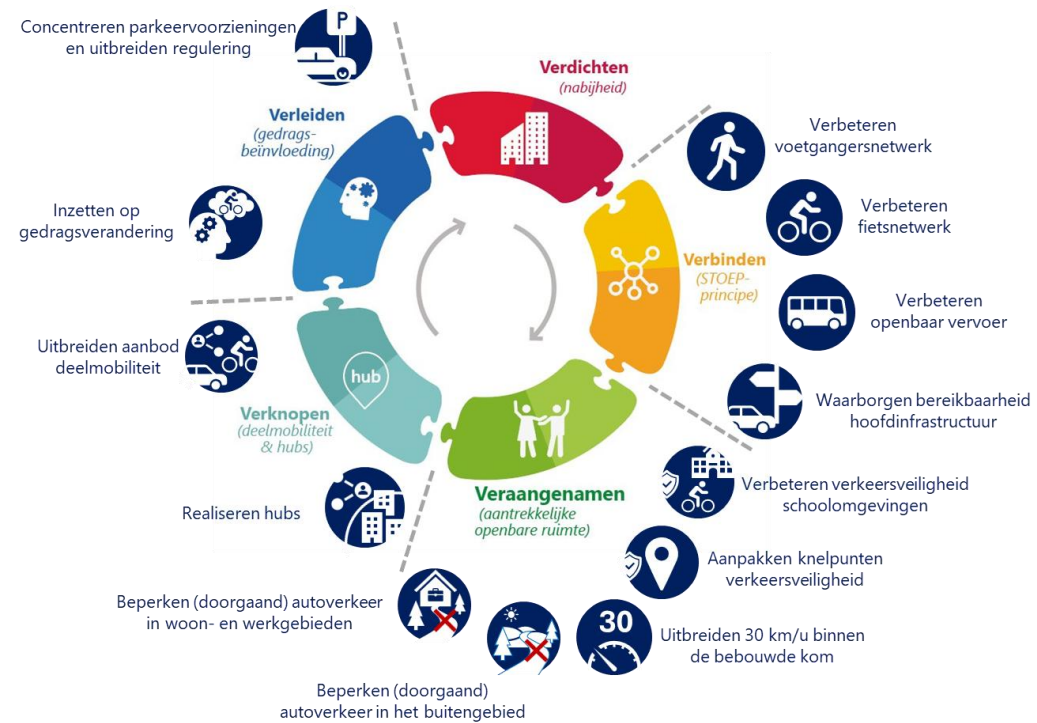 Concentreren parkeervoorzieningen
en uitbreiden regulering
P
Verdichten
(nabijheid)
Verleiden
(gedrags-
beïnvloeding)
Verbeteren
voetgangersnetwerk
Inzetten op
gedragsverandering
Verbeteren
fietsnetwerk
Verbinden
(STOEP-
principe)
Verbeteren
openbaar vervoer
Uitbreiden aanbod
deelmobiliteit
hub
Verknopen
(deelmobiliteit
& hubs)
Waarborgen bereikbaarheid
hoofdinfrastructuur
Veraangenamen
(aantrekkelijke
openbare ruimte)
Verbeteren verkeersveiligheid
schoolomgevingen
Realiseren hubs
Aanpakken knelpunten
verkeersveiligheid
Beperken (doorgaand) autoverkeer
in woon- en werkgebieden
30
Uitbreiden 30 km/u binnen
de bebouwde kom
Beperken (doorgaand)
autoverkeer in het buitengebied